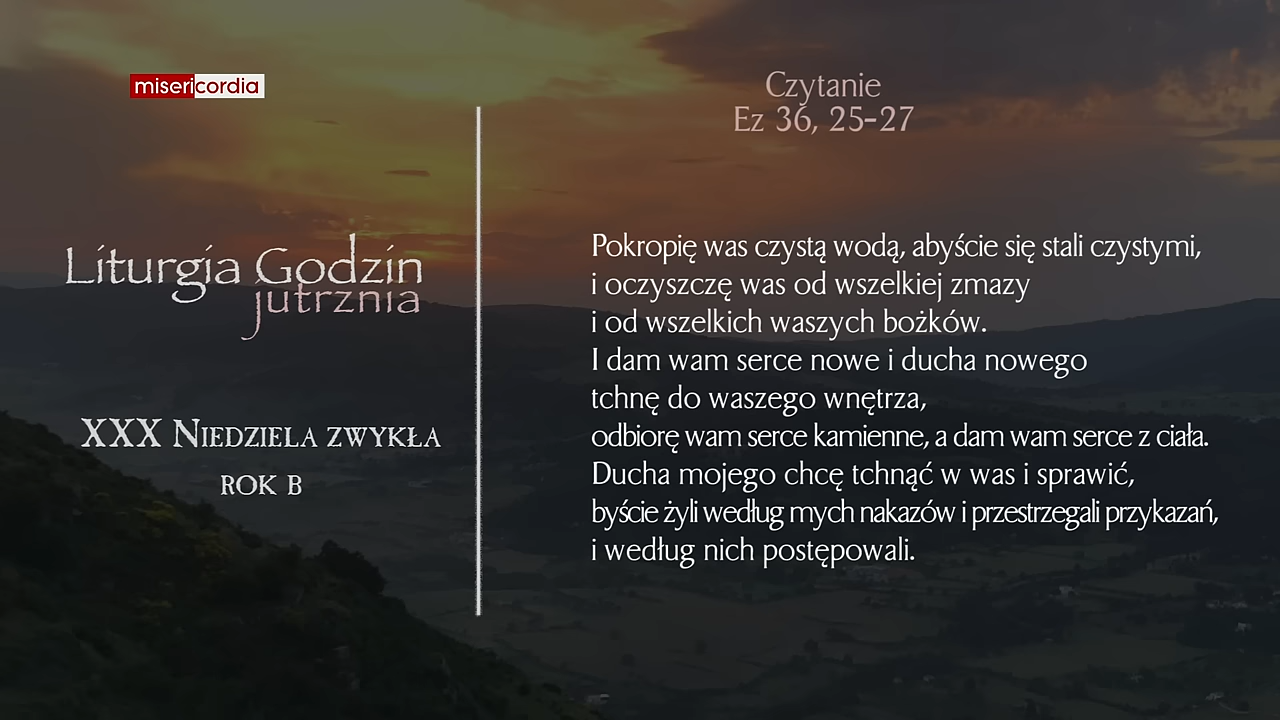 misericordia
Liturgia Godzin
jutrznia
XXX Niedziela zwykła
rok B
Czytanie
Ez 36, 25-27
Pokropię was czystą wodą, abyście się stali czystymi,
i oczyszczę was od wszelkiej zmazy
i od wszelkich waszych bożków.
I dam wam serce nowe i ducha nowego
tchnę do waszego wnętrza,
odbiorę wam serce kamienne, a dam wam serce z ciała.
Ducha mojego chcę tchnąć w was i sprawić,
byście żyli według mych nakazów i przestrzegali przykazań,
i według nich postępowali.